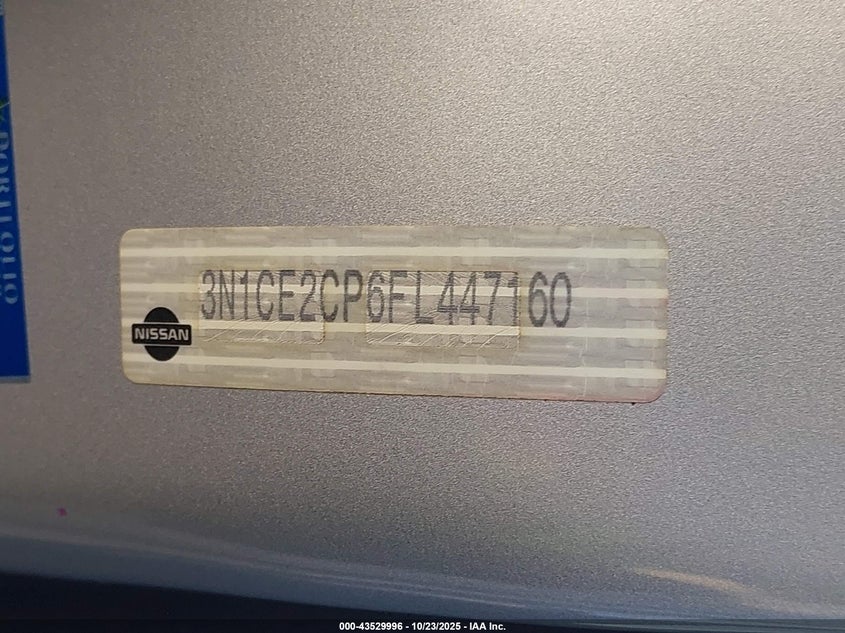 3N1CE2CP6FL447160
NISSAN
000-43529996 - 10/23/2025 - IAA Inc.